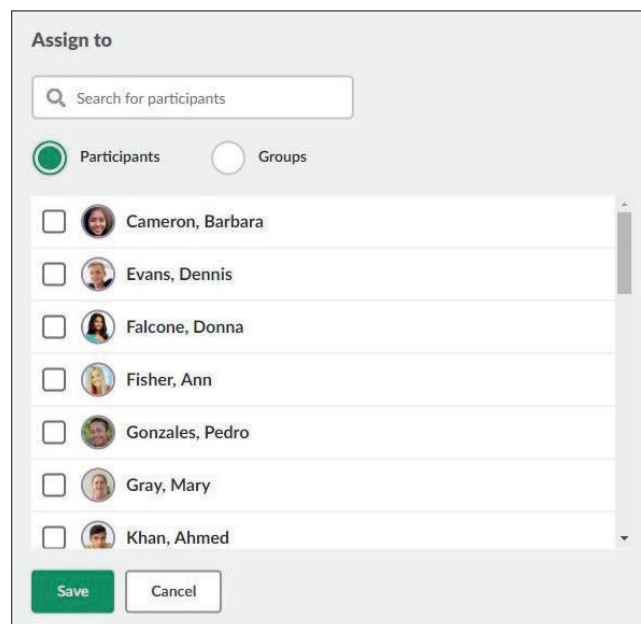 Assign to
Search for participants
Participants Groups
Cameron, Barbara
Evans, Dennis
Falcone, Donna
Fisher, Ann
Gonzales, Pedro
Gray, Mary
Khan, Ahmed
Save Cancel